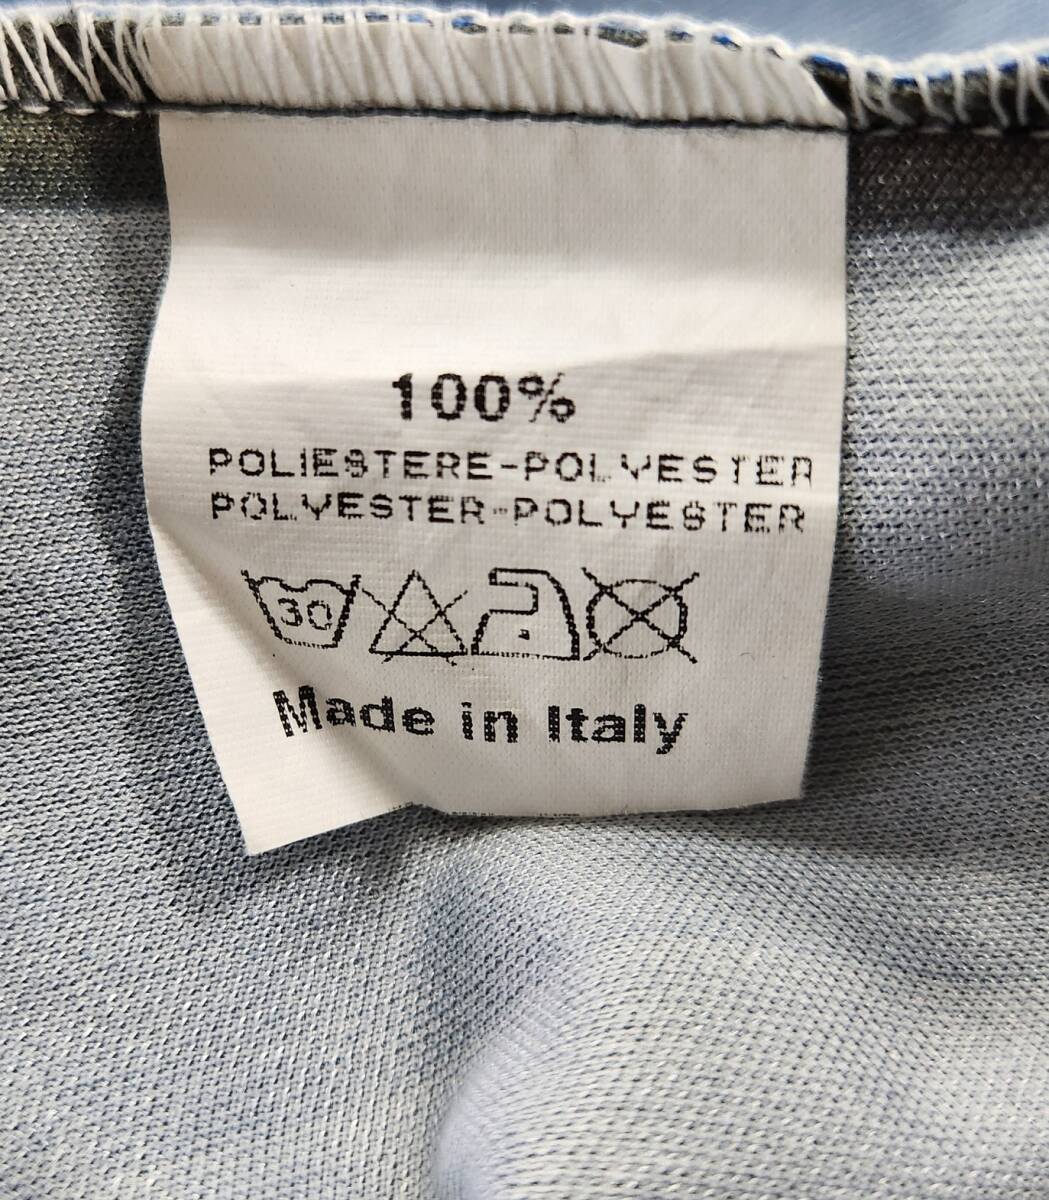 100%
POLIESTERE-POLYESTER
POLYESTER-POLYESTER
30
Made in Italy